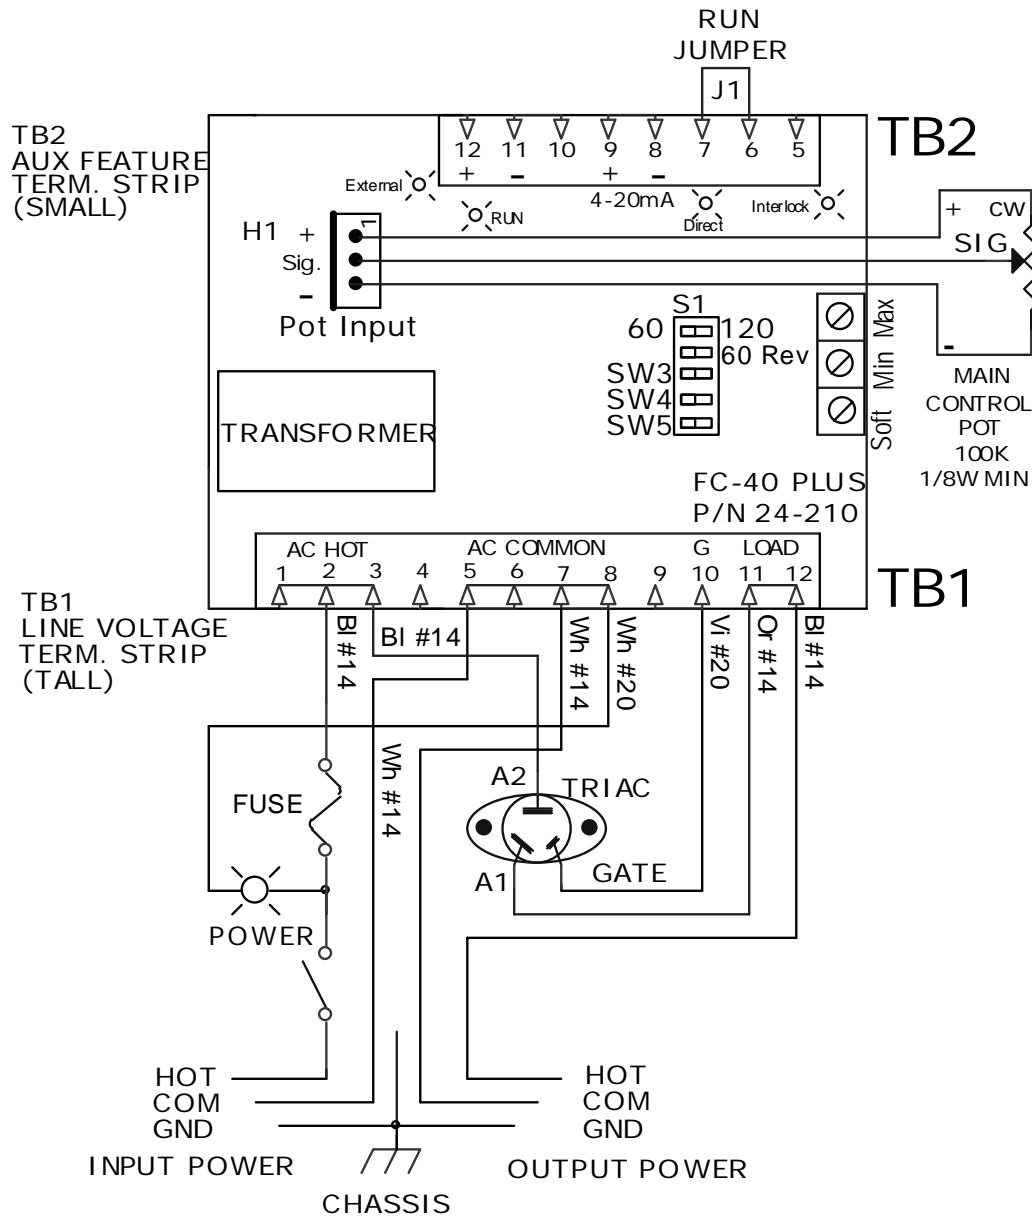 RUN
JUMPER
J1
TB2
AUX FEATURE
TERM. STRIP
(SMALL)
12 11 10 9 8 7 6 5
+ - + -
TB2
External
RUN
4-20mA
Direct
Interlock
H1 +
Sig.
-
1
Pot Input
+ CW
SIG
-
MAIN
CONTROL
POT
100K
1/8W MIN
S1
60 120
60 Rev
SW3
SW4
SW5
Max
Min
Soft
TRANSFORMER
FC-40 PLUS
P/N 24-210
AC HOT AC COMMON G LOAD
1 2 3 4 5 6 7 8 9 10 11 12
TB1
TB1
LINE VOLTAGE
TERM. STRIP
(TALL)
Bl #14
Bl #14
Wh #14
Wh #14
Wh #20
Vi #20
Or #14
Bl #14
FUSE
A2
TRIAC
A1
GATE
POWER
HOT
COM
GND
INPUT POWER
HOT
COM
GND
OUTPUT POWER
CHASSIS